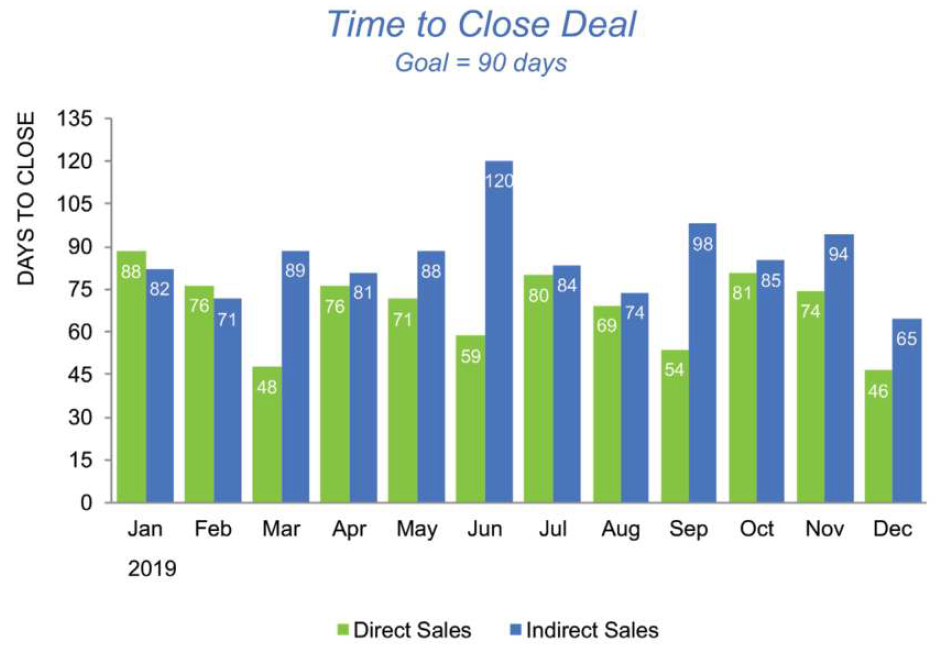 Time to Close Deal
Goal = 90 days
DAYS TO CLOSE
135
120
105
90
75
60
45
30
15
0
88 82 76 71 48 89 76 81 71 88 59 120 80 84 69 74 54 98 81 85 74 94 46 65
Jan Feb Mar Apr May Jun Jul Aug Sep Oct Nov Dec
2019
Direct Sales Indirect Sales